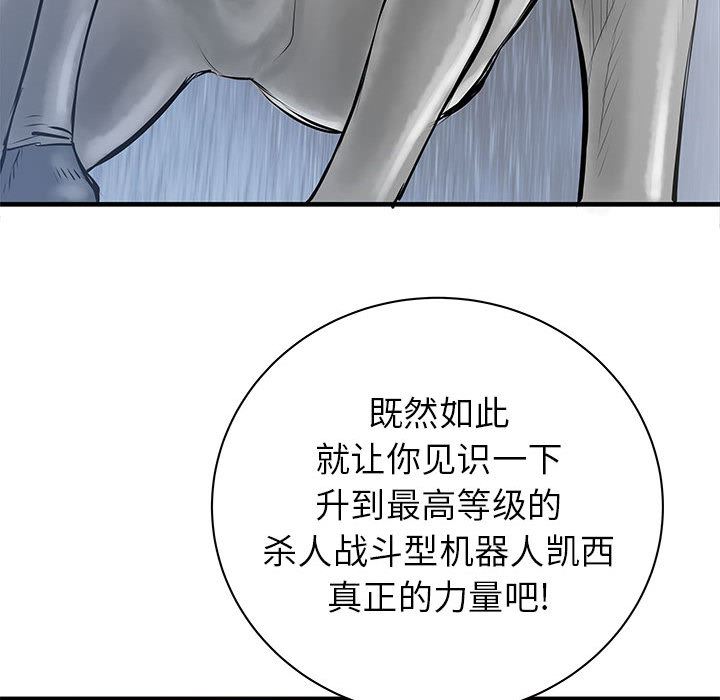 既然如此
就让你见识一下
升到最高等级的
杀人战斗型机器人凯西
真正的力量吧!